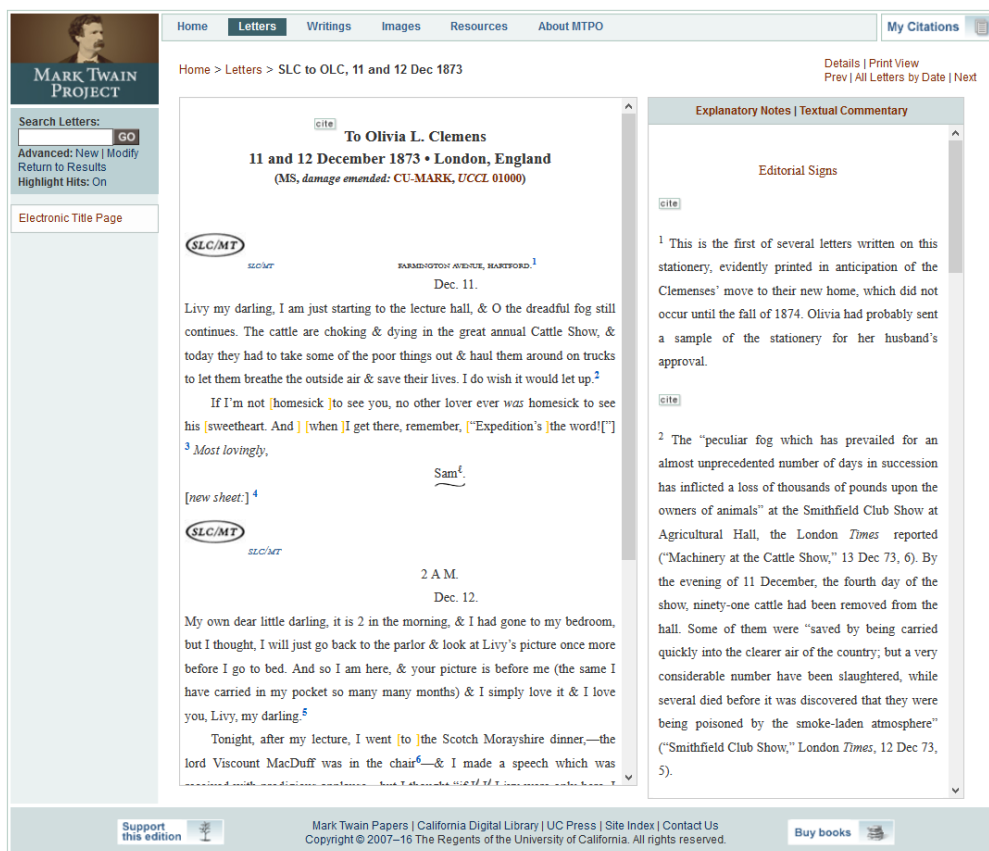 Home Letters Writings Images Resources About MTPO
My Citations
MARK TWAIN
PROJECT
Home > Letters > SLC to OLC, 11 and 12 Dec 1873
Details | Print View
Prev | All Letters by Date | Next
Search Letters:
GO
Advanced: New | Modify
Return to Results
Highlight Hits: On
Electronic Title Page
cite
To Olivia L. Clemens
11 and 12 December 1873 • London, England
(MS, damage emended: CU-MARK, UCCL 01000)
SLC/MT
SLC/MT FARMINGTON AVENUE, HARTFORD.1
Dec. 11.
Livy my darling, I am just starting to the lecture hall, & O the dreadful fog still
continues. The cattle are choking & dying in the great annual Cattle Show, &
today they had to take some of the poor things out & haul them around on trucks
to let them breathe the outside air & save their lives. I do wish it would let up.2
If I'm not [homesick ]to see you, no other lover ever was homesick to see
his [sweetheart. And ] [when ]I get there, remember, [“Expedition's ]the word!["]
3 Most lovingly,
Saml.
[new sheet:] 4
SLC/MT
SLC/MT
2 A M.
Dec. 12.
My own dear little darling, it is 2 in the morning, & I had gone to my bedroom,
but I thought, I will just go back to the parlor & look at Livy's picture once more
before I go to bed. And so I am here, & your picture is before me (the same I
have carried in my pocket so many many months) & I simply love it & I love
you, Livy, my darling.5
Tonight, after my lecture, I went [to ]the Scotch Morayshire dinner,—the
lord Viscount MacDuff was in the chair6—& I made a speech which was
Explanatory Notes | Textual Commentary
Editorial Signs
cite
1 This is the first of several letters written on this
stationery, evidently printed in anticipation of the
Clemenses' move to their new home, which did not
occur until the fall of 1874. Olivia had probably sent
a sample of the stationery for her husband's
approval.
cite
2 The “peculiar fog which has prevailed for an
almost unprecedented number of days in succession
has inflicted a loss of thousands of pounds upon the
owners of animals” at the Smithfield Club Show at
Agricultural Hall, the London Times reported
(“Machinery at the Cattle Show,” 13 Dec 73, 6). By
the evening of 11 December, the fourth day of the
show, ninety-one cattle had been removed from the
hall. Some of them were “saved by being carried
quickly into the clearer air of the country; but a very
considerable number have been slaughtered, while
several died before it was discovered that they were
being poisoned by the smoke-laden atmosphere”
(“Smithfield Club Show,” London Times, 12 Dec 73,
5).
Support
this edition
Mark Twain Papers | California Digital Library | UC Press | Site Index | Contact Us
Copyright © 2007–16 The Regents of the University of California. All rights reserved.
Buy books